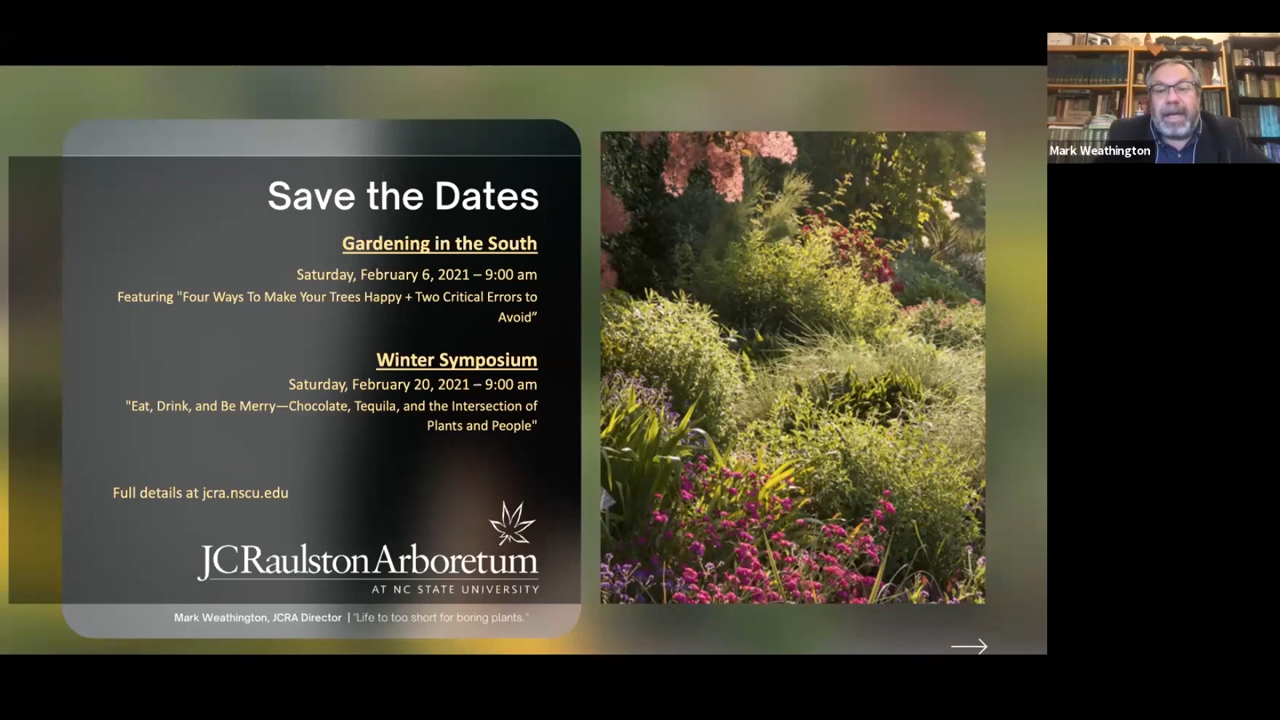 Save the Dates
Gardening in the South
Saturday, February 6, 2021 – 9:00 am
Featuring "Four Ways To Make Your Trees Happy + Two Critical Errors to
Avoid”
Winter Symposium
Saturday, February 20, 2021 – 9:00 am
"Eat, Drink, and Be Merry—Chocolate, Tequila, and the Intersection of
Plants and People"
Full details at jcra.nscu.edu
JCRaulston Arboretum
AT NC STATE UNIVERSITY
Mark Weathington, JCRA Director | "Life to too short for boring plants."
Mark Weathington